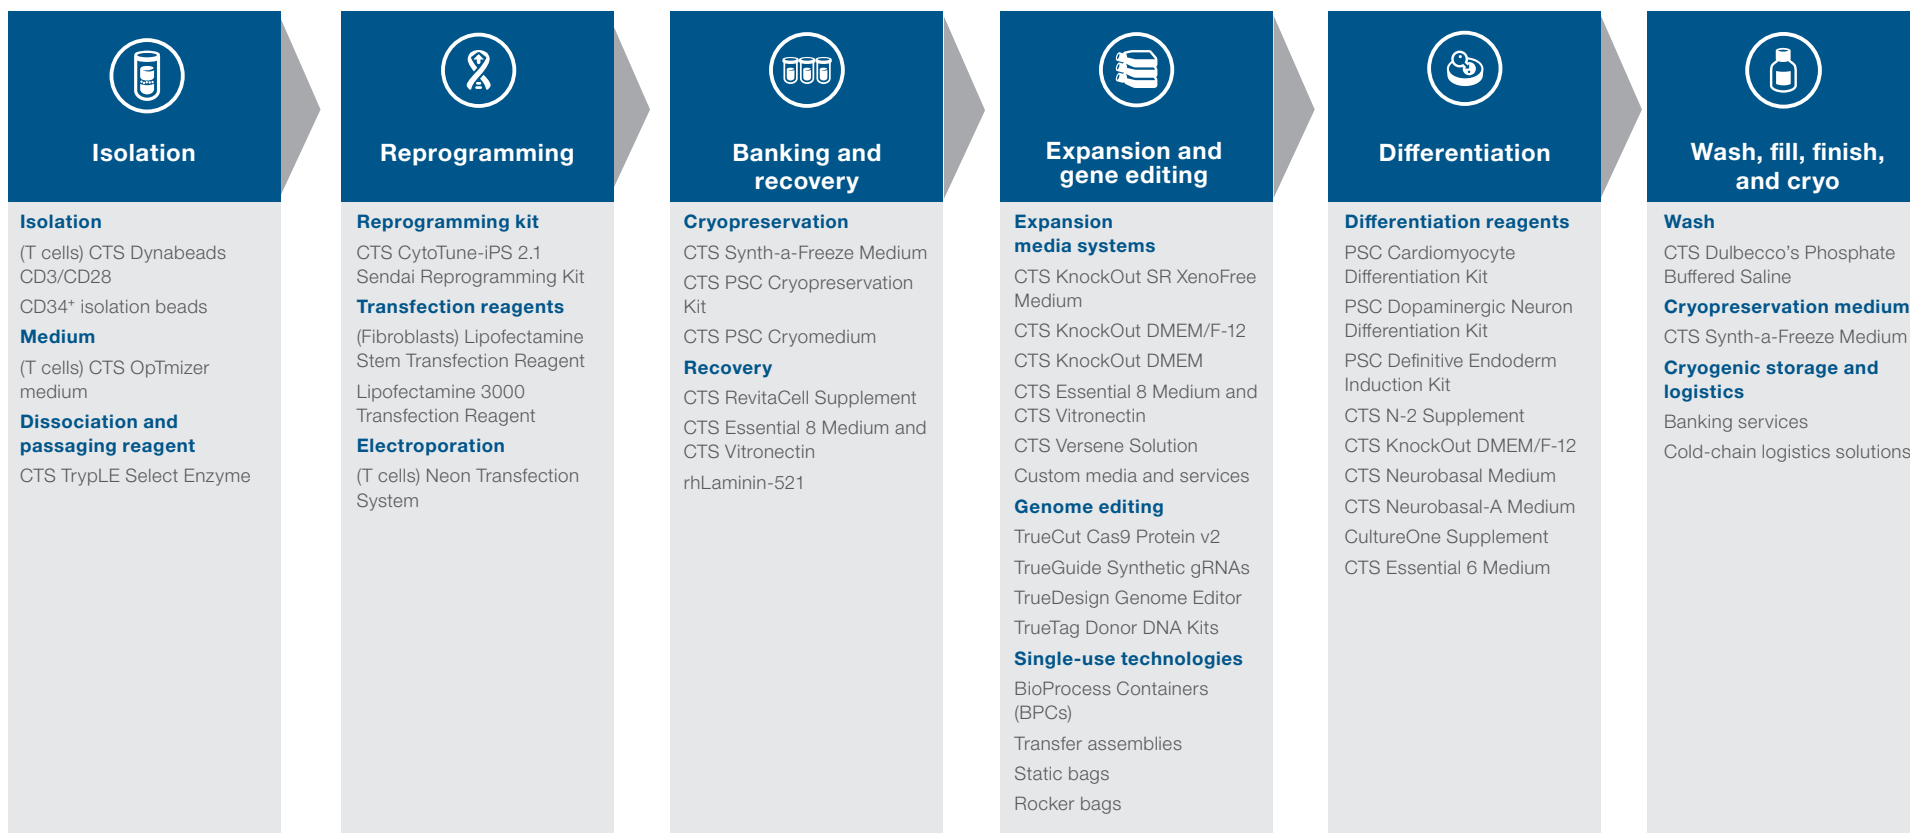 Isolation
Isolation
(T cells) CTS Dynabeads
CD3/CD28
CD34⁺ isolation beads
Medium
(T cells) CTS OpTmizer
medium
Dissociation and
passaging reagent
CTS TrypLE Select Enzyme
Reprogramming
Reprogramming kit
CTS CytoTune-iPS 2.1
Sendai Reprogramming Kit
Transfection reagents
(Fibroblasts) Lipofectamine
Stem Transfection Reagent
Lipofectamine 3000
Transfection Reagent
Electroporation
(T cells) Neon Transfection
System
Banking and
recovery
Cryopreservation
CTS Synth-a-Freeze Medium
CTS PSC Cryopreservation
Kit
CTS PSC Cryomedium
Recovery
CTS RevitaCell Supplement
CTS Essential 8 Medium and
CTS Vitronectin
rhLaminin-521
Expansion and
gene editing
Expansion
media systems
CTS KnockOut SR XenoFree
Medium
CTS KnockOut DMEM/F-12
CTS KnockOut DMEM
CTS Essential 8 Medium and
CTS Vitronectin
CTS Versene Solution
Custom media and services
Genome editing
TrueCut Cas9 Protein v2
TrueGuide Synthetic gRNAs
TrueDesign Genome Editor
TrueTag Donor DNA Kits
Single-use technologies
BioProcess Containers
(BPCs)
Transfer assemblies
Static bags
Rocker bags
Differentiation
Differentiation reagents
PSC Cardiomyocyte
Differentiation Kit
PSC Dopaminergic Neuron
Differentiation Kit
PSC Definitive Endoderm
Induction Kit
CTS N-2 Supplement
CTS KnockOut DMEM/F-12
CTS Neurobasal Medium
CTS Neurobasal-A Medium
CultureOne Supplement
CTS Essential 6 Medium
Wash, fill, finish,
and cryo
Wash
CTS Dulbecco’s Phosphate
Buffered Saline
Cryopreservation medium
CTS Synth-a-Freeze Medium
Cryogenic storage and
logistics
Banking services
Cold-chain logistics solutions